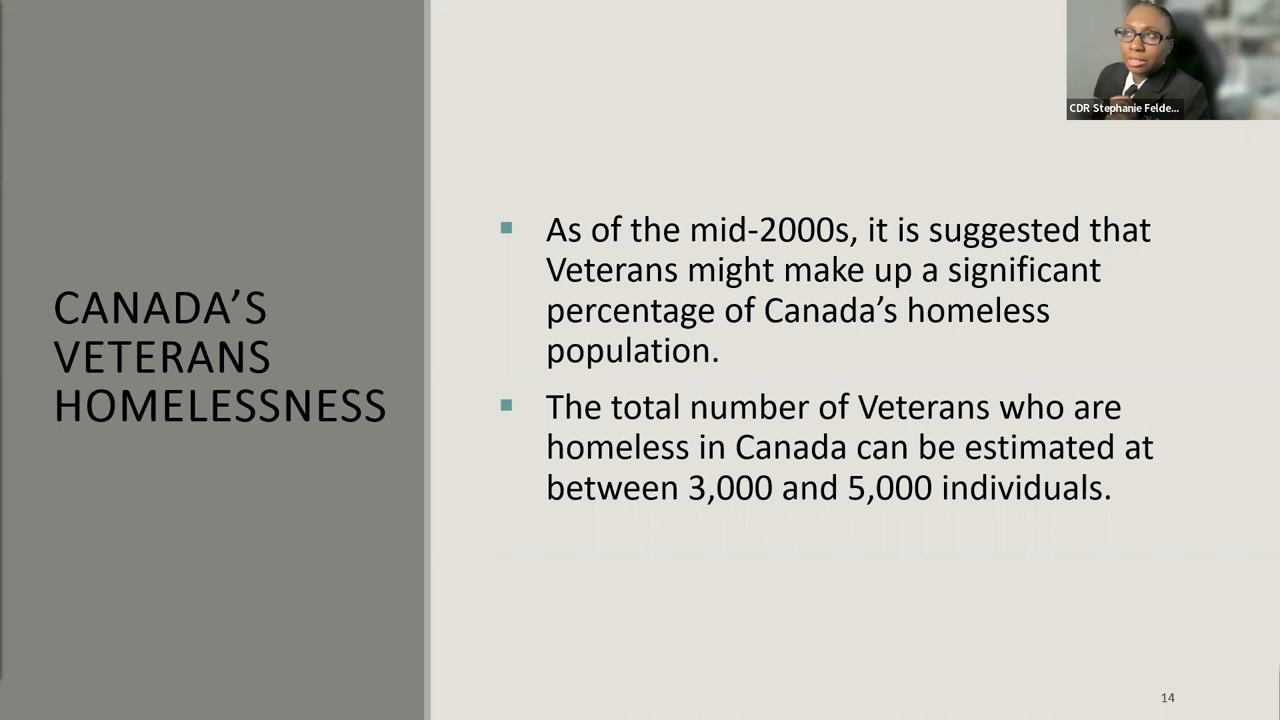 CDR Stephanie Felde...
CANADA’S
VETERANS
HOMELESSNESS
▪ As of the mid-2000s, it is suggested that
Veterans might make up a significant
percentage of Canada’s homeless
population.
▪ The total number of Veterans who are
homeless in Canada can be estimated at
between 3,000 and 5,000 individuals.
14